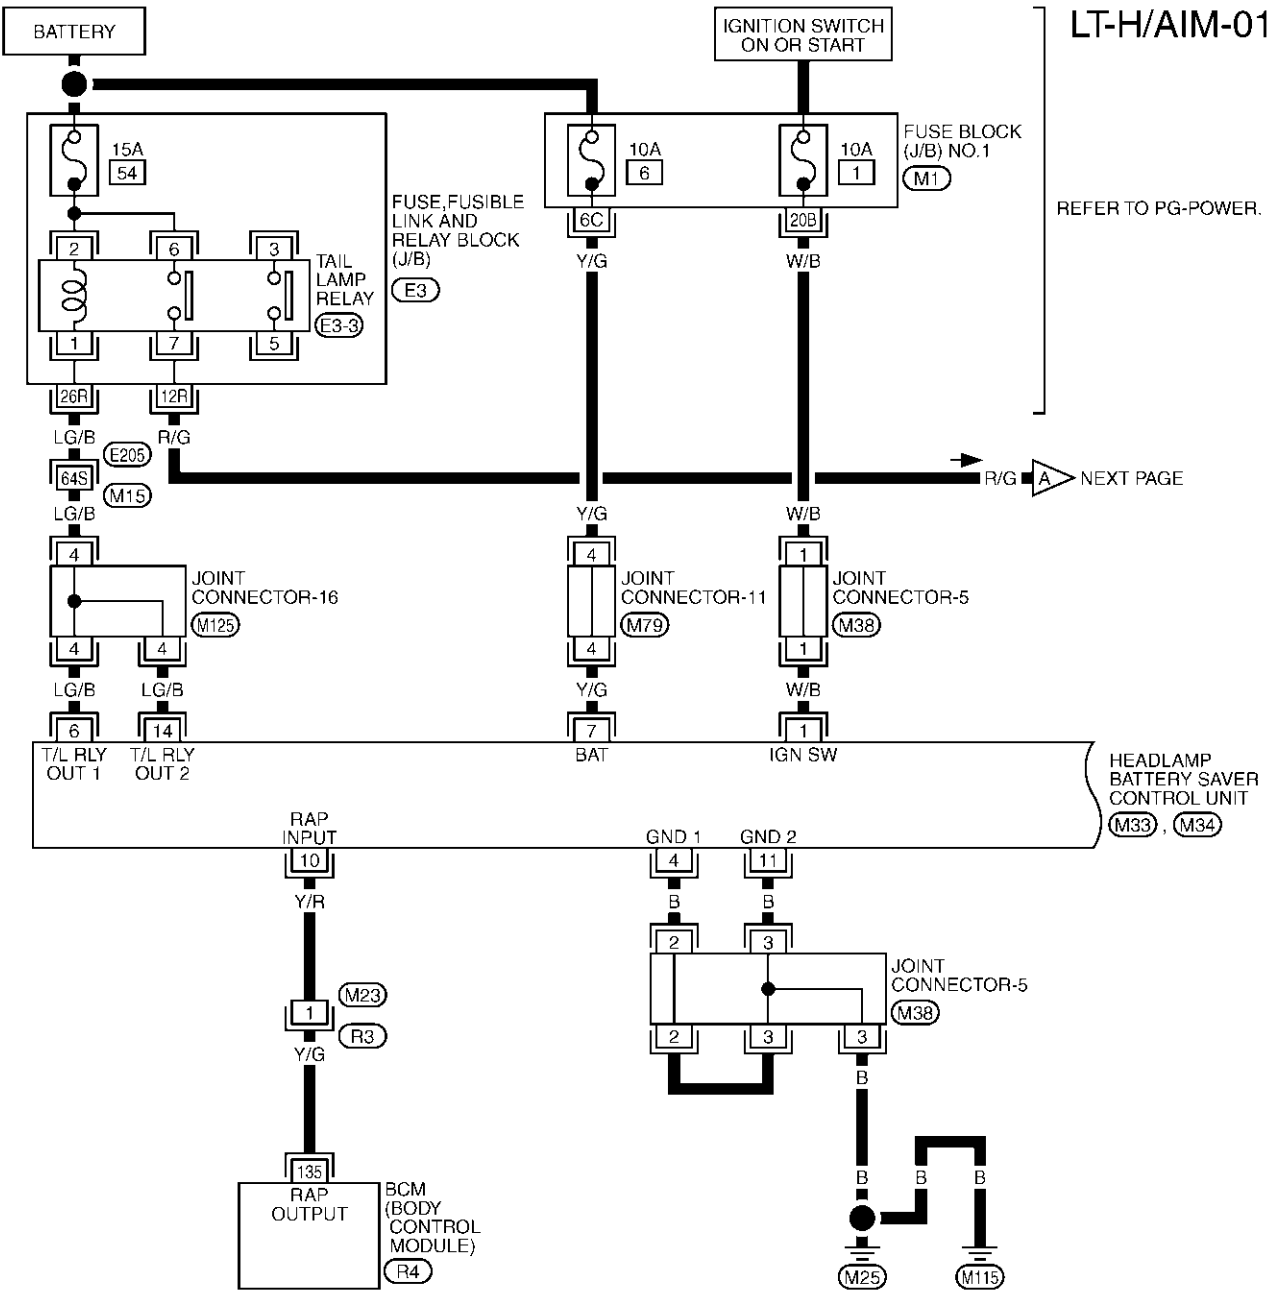 LT-H/AIM-01
BATTERY
IGNITION SWITCH
ON OR START
15A
54
10A
6
10A
1
FUSE BLOCK
(J/B) NO.1
M1
REFER TO PG-POWER.
FUSE,FUSIBLE
LINK AND
RELAY BLOCK
(J/B)
E3
6C
20B
Y/G
W/B
2
6
3
TAIL
LAMP
RELAY
E3-3
1
7
5
26R
12R
LG/B
R/G
E205
64S
M15
R/G
A
NEXT PAGE
LG/B
Y/G
W/B
4
4
1
JOINT
CONNECTOR-16
M125
JOINT
CONNECTOR-11
M79
JOINT
CONNECTOR-5
M38
4
4
4
1
LG/B
LG/B
Y/G
W/B
6
14
7
1
T/L RLY
OUT 1
T/L RLY
OUT 2
BAT
IGN SW
HEADLAMP
BATTERY SAVER
CONTROL UNIT
M33 , M34
RAP
INPUT
GND 1
GND 2
10
4
11
Y/R
B
B
2
3
JOINT
CONNECTOR-5
M38
M23
1
R3
2
3
3
Y/G
B
135
RAP
OUTPUT
BCM
(BODY
CONTROL
MODULE)
R4
B
B
B
M25
M115